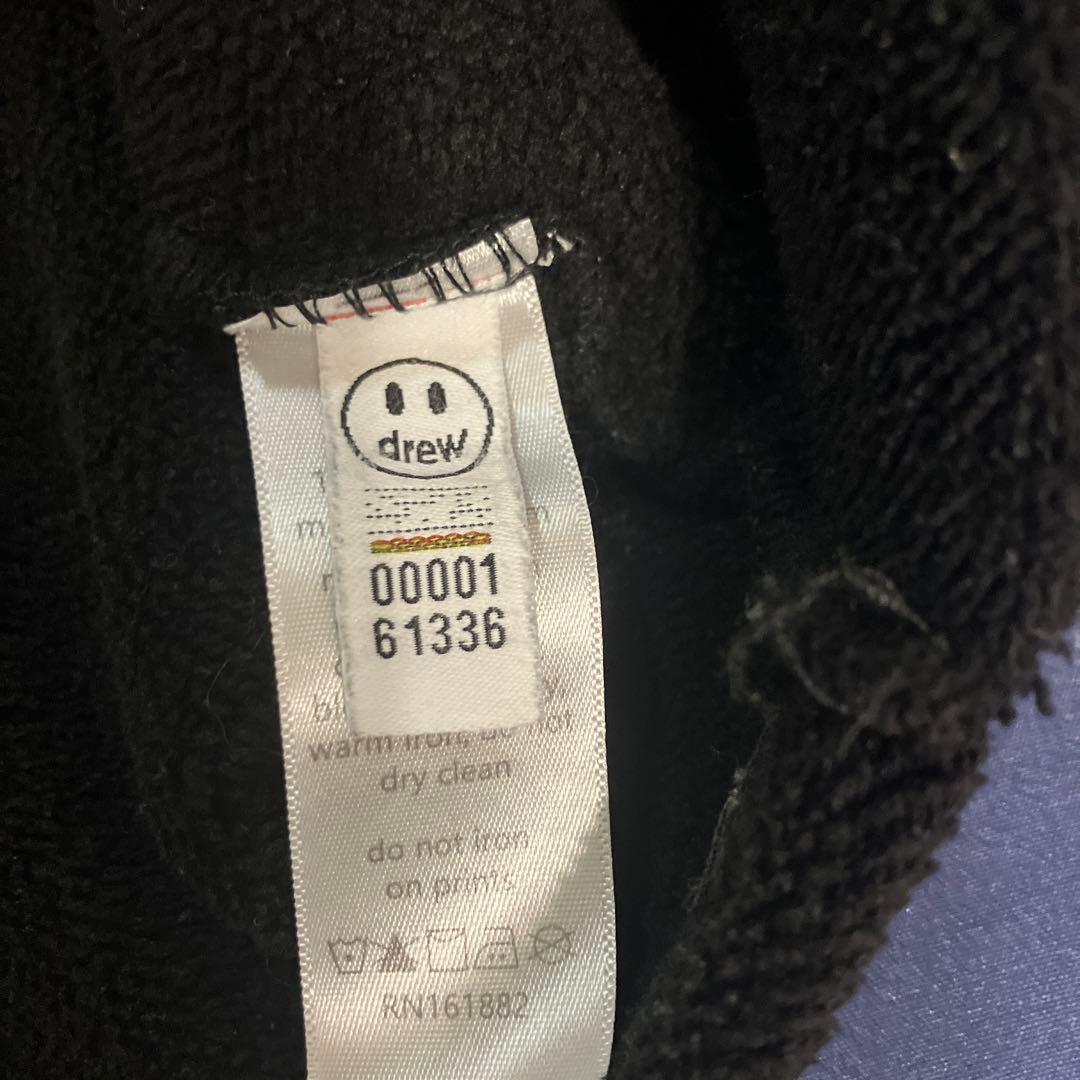 drew
00001
61336
warm iron, do not
dry clean
do not iron
on prints
RN161882